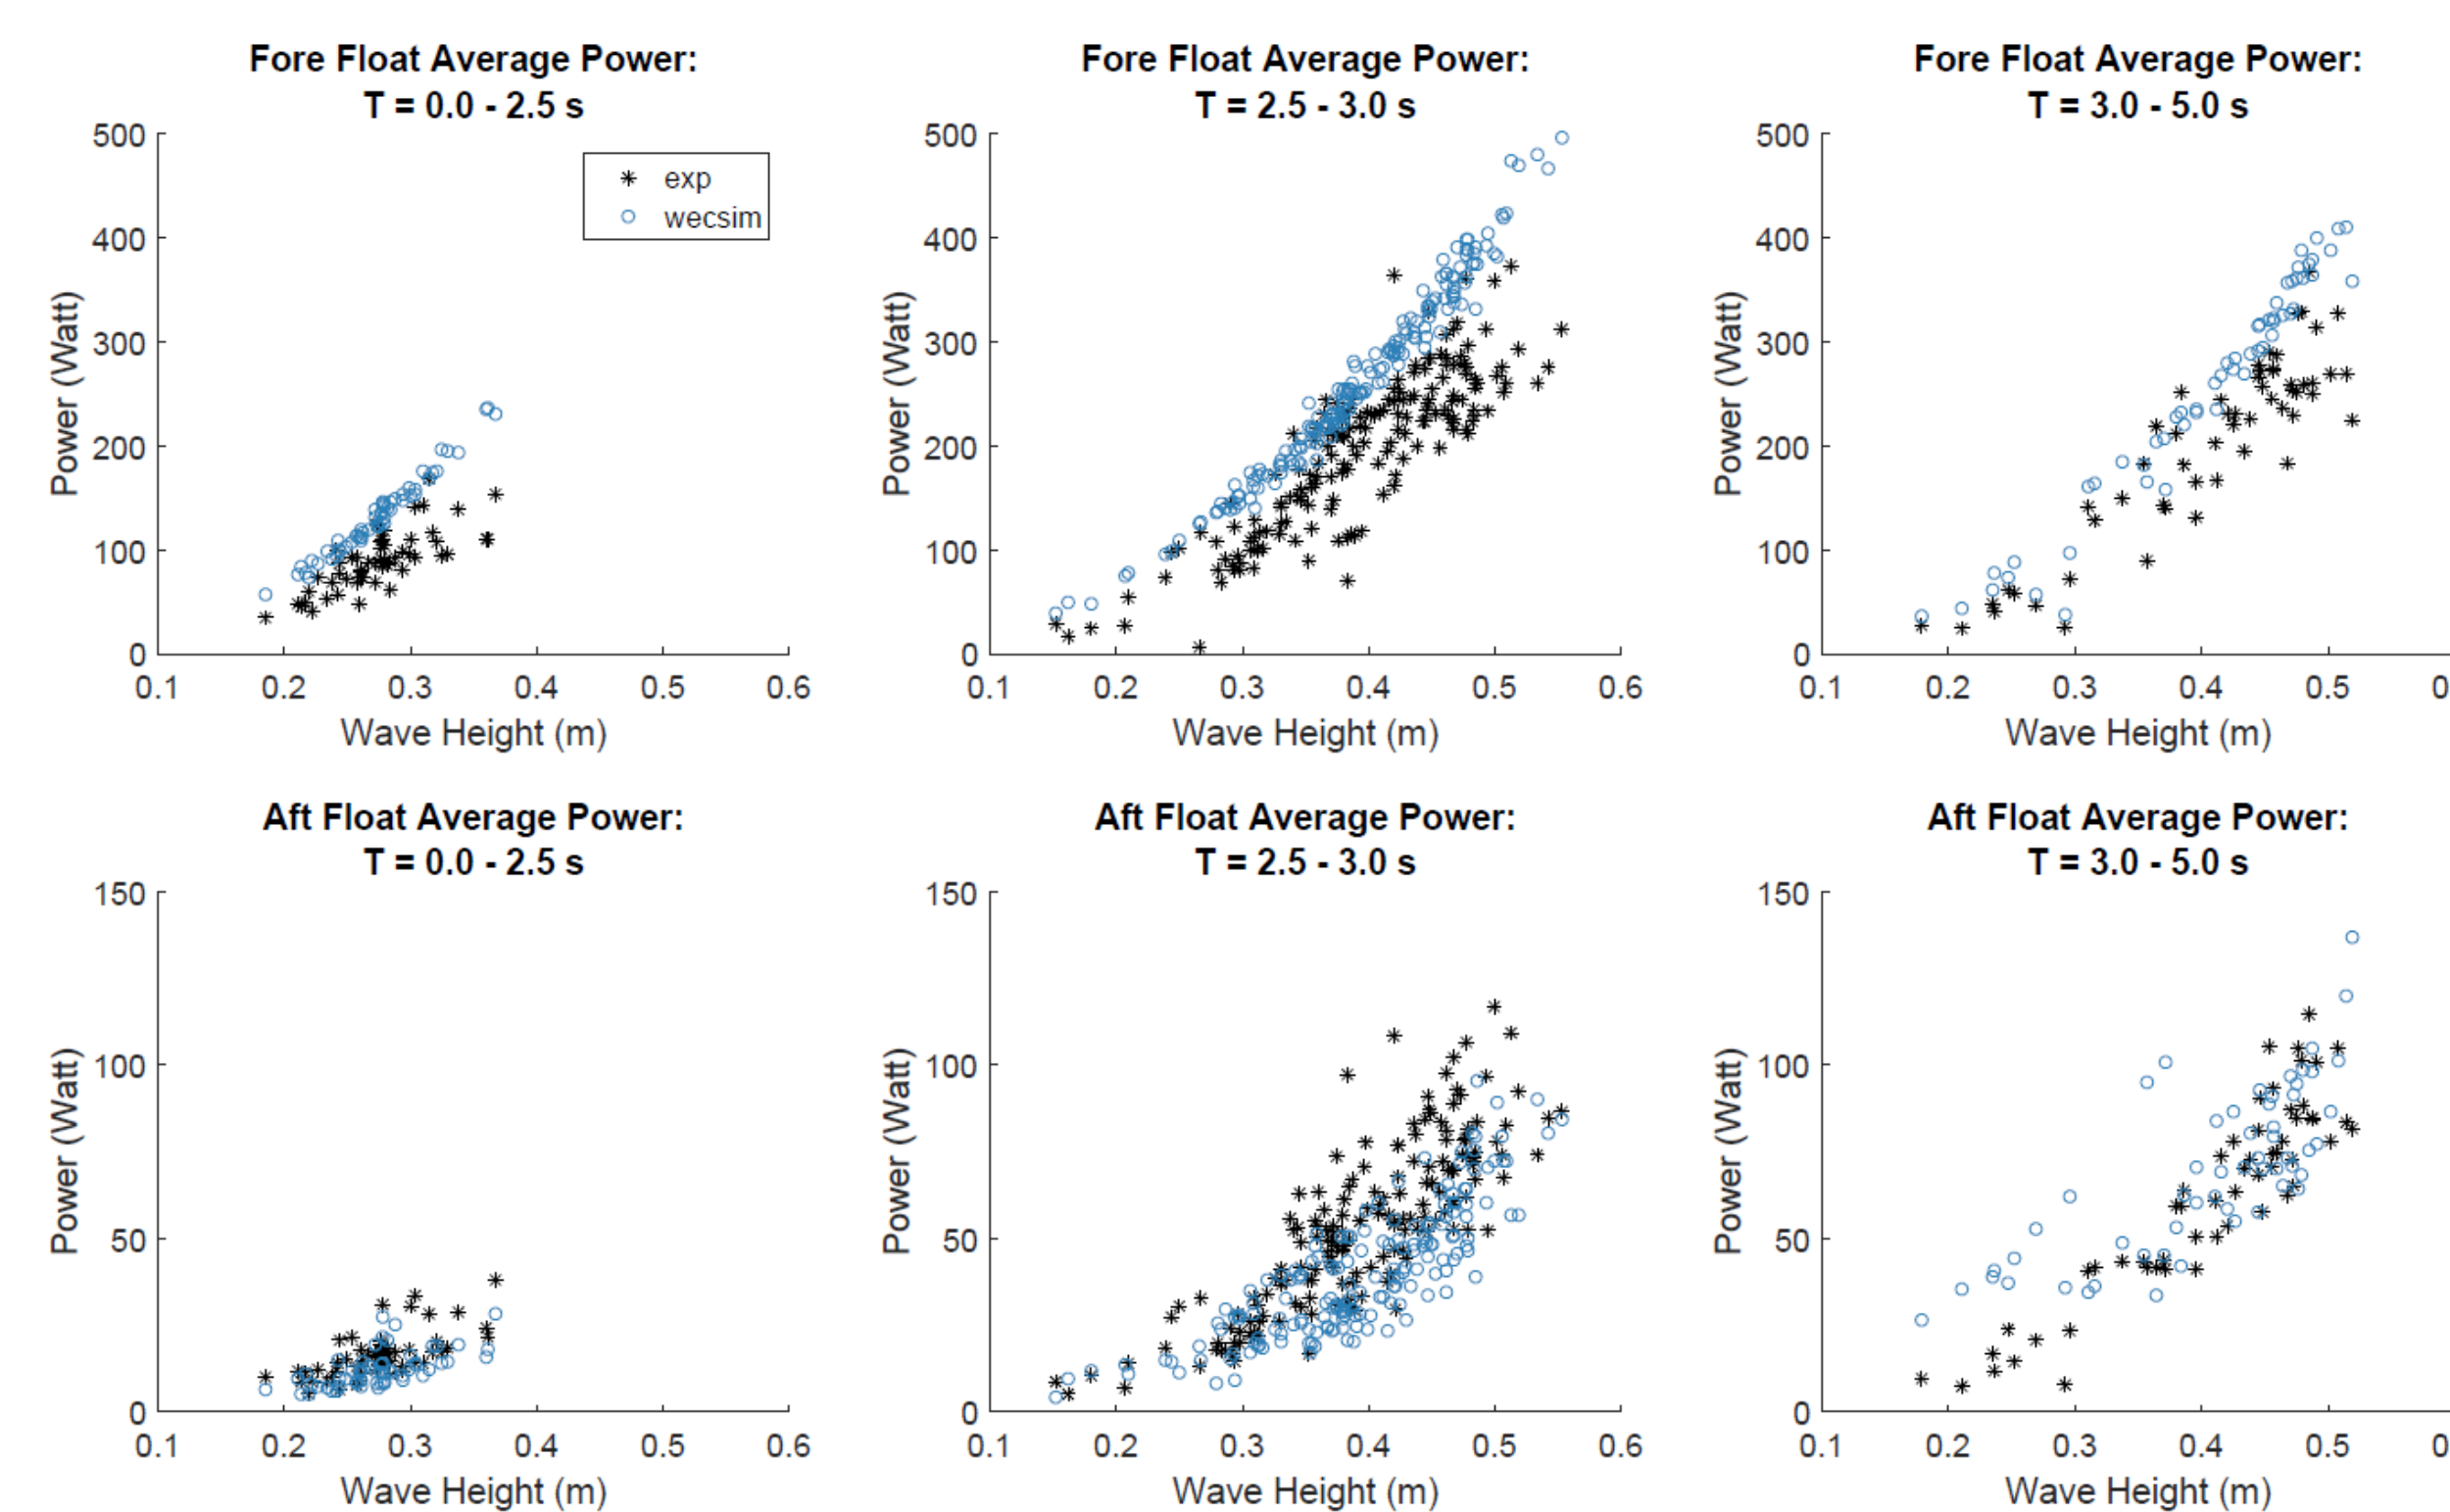 Fore Float Average Power:
T = 0.0 - 2.5 s
500
400
300
200
100
0
Power (Watt)
exp
wecsim
0.1 0.2 0.3 0.4 0.5 0.6
Wave Height (m)
Fore Float Average Power:
T = 2.5 - 3.0 s
500
400
300
200
100
0
Power (Watt)
0.1 0.2 0.3 0.4 0.5 0.6
Wave Height (m)
Fore Float Average Power:
T = 3.0 - 5.0 s
500
400
300
200
100
0
Power (Watt)
0.1 0.2 0.3 0.4 0.5
Wave Height (m)
Aft Float Average Power:
T = 0.0 - 2.5 s
150
100
50
0
Power (Watt)
0.1 0.2 0.3 0.4 0.5 0.6
Wave Height (m)
Aft Float Average Power:
T = 2.5 - 3.0 s
150
100
50
0
Power (Watt)
0.1 0.2 0.3 0.4 0.5 0.6
Wave Height (m)
Aft Float Average Power:
T = 3.0 - 5.0 s
150
100
50
0
Power (Watt)
0.1 0.2 0.3 0.4 0.5
Wave Height (m)